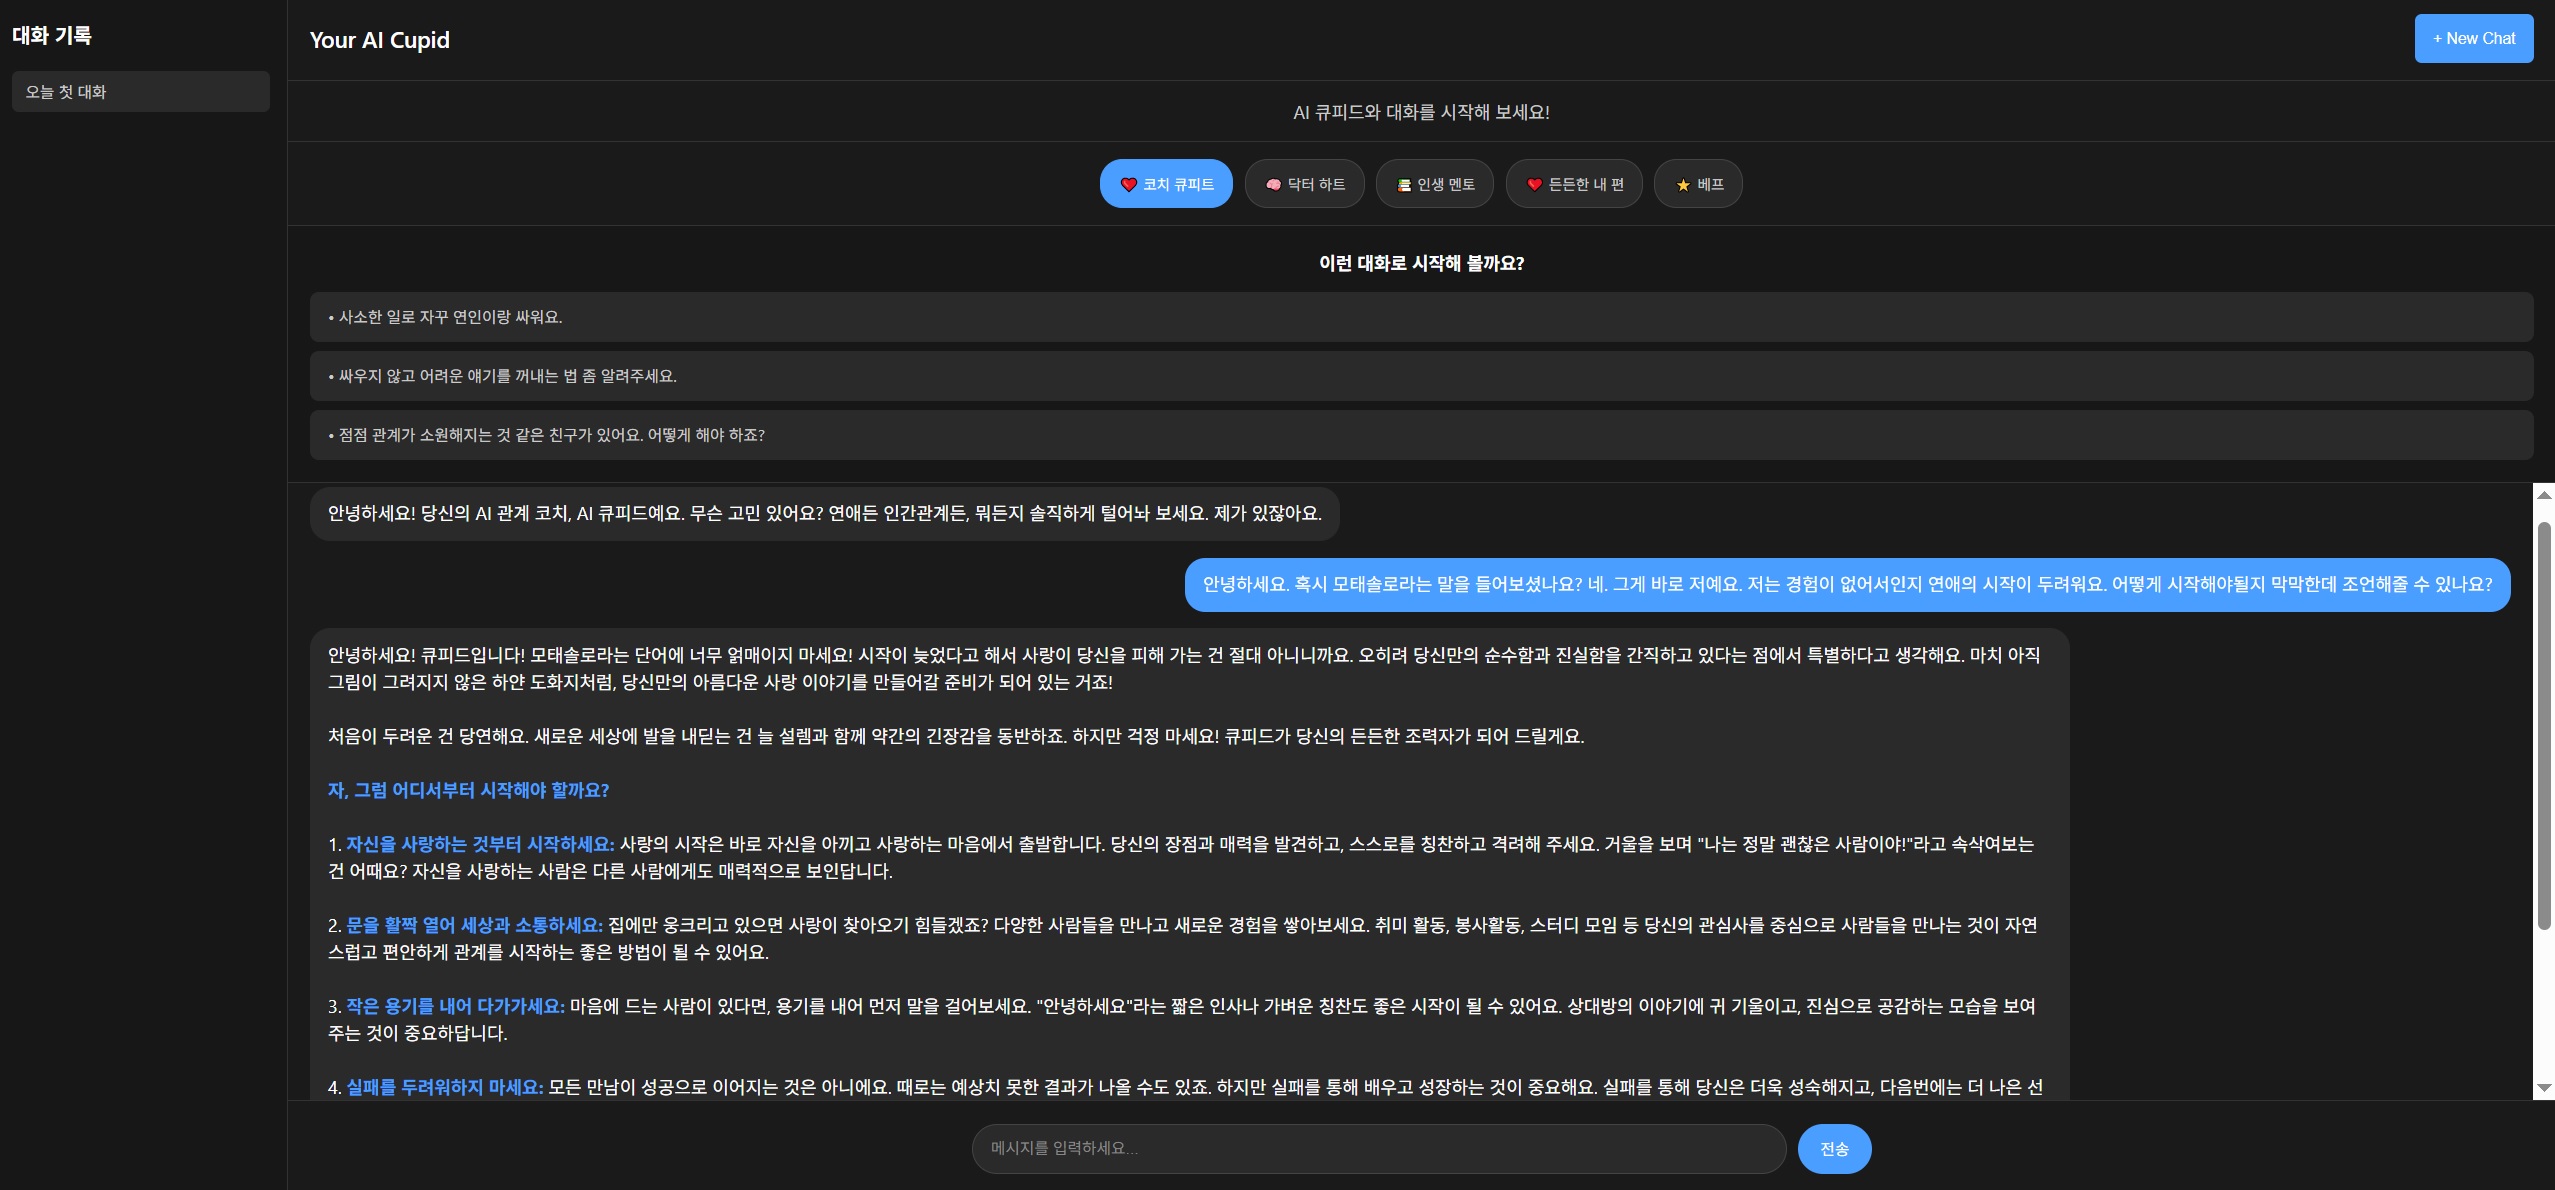 대화 기록
오늘 첫 대화
Your AI Cupid
+ New Chat
AI 큐피드와 대화를 시작해 보세요!
❤️ 코치 큐피트
🧠 닥터 하트
📚 인생 멘토
❤️ 든든한 내 편
⭐ 베프
이런 대화로 시작해 볼까요?
• 사소한 일로 자꾸 연인이랑 싸워요.
• 싸우지 않고 어려운 얘기를 꺼내는 법 좀 알려주세요.
• 점점 관계가 소원해지는 것 같은 친구가 있어요. 어떻게 해야 하죠?
안녕하세요! 당신의 AI 관계 코치, AI 큐피드예요. 무슨 고민 있어요? 연애든 인간관계든, 뭐든지 솔직하게 털어놔 보세요. 제가 있잖아요.
안녕하세요. 혹시 모태솔로라는 말을 들어보셨나요? 네. 그게 바로 저예요. 저는 경험이 없어서인지 연애의 시작이 두려워요. 어떻게 시작해야될지 막막한데 조언해줄 수 있나요?
안녕하세요! 큐피드입니다! 모태솔로라는 단어에 너무 얽매이지 마세요! 시작이 늦었다고 해서 사랑이 당신을 피해 가는 건 절대 아니니까요. 오히려 당신만의 순수함과 진실함을 간직하고 있다는 점에서 특별하다고 생각해요. 마치 아직
그림이 그려지지 않은 하얀 도화지처럼, 당신만의 아름다운 사랑 이야기를 만들어갈 준비가 되어 있는 거죠!
처음이 두려운 건 당연해요. 새로운 세상에 발을 내딛는 건 늘 설렘과 함께 약간의 긴장감을 동반하죠. 하지만 걱정 마세요! 큐피드가 당신의 든든한 조력자가 되어 드릴게요.
자, 그럼 어디서부터 시작해야 할까요?
1. 자신을 사랑하는 것부터 시작하세요: 사랑의 시작은 바로 자신을 아끼고 사랑하는 마음에서 출발합니다. 당신의 장점과 매력을 발견하고, 스스로를 칭찬하고 격려해 주세요. 거울을 보며 "나는 정말 괜찮은 사람이야!"라고 속삭여보는
건 어때요? 자신을 사랑하는 사람은 다른 사람에게도 매력적으로 보인답니다.
2. 문을 활짝 열어 세상과 소통하세요: 집에만 웅크리고 있으면 사랑이 찾아오기 힘들겠죠? 다양한 사람들을 만나고 새로운 경험을 쌓아보세요. 취미 활동, 봉사활동, 스터디 모임 등 당신의 관심사를 중심으로 사람들을 만나는 것이 자연
스럽고 편안하게 관계를 시작하는 좋은 방법이 될 수 있어요.
3. 작은 용기를 내어 다가가세요: 마음에 드는 사람이 있다면, 용기를 내어 먼저 말을 걸어보세요. "안녕하세요"라는 짧은 인사나 가벼운 칭찬도 좋은 시작이 될 수 있어요. 상대방의 이야기에 귀 기울이고, 진심으로 공감하는 모습을 보여
주는 것이 중요하답니다.
4. 실패를 두려워하지 마세요: 모든 만남이 성공으로 이어지는 것은 아니에요. 때로는 예상치 못한 결과가 나올 수도 있죠. 하지만 실패를 통해 배우고 성장하는 것이 중요해요. 실패를 통해 당신은 더욱 성숙해지고, 다음번에는 더 나은 선
메시지를 입력하세요...
전송